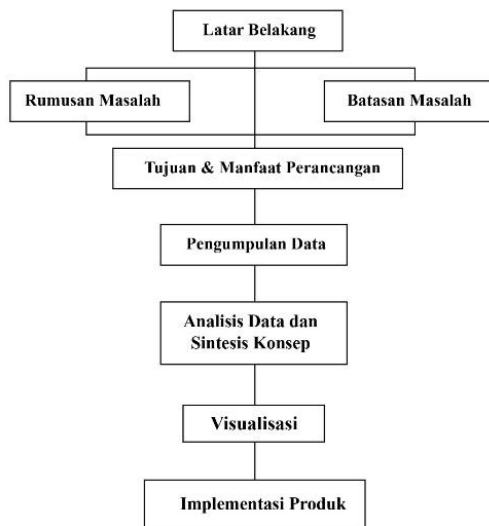 Latar Belakang
Rumusan Masalah
Batasan Masalah
Tujuan & Manfaat Perancangan
Pengumpulan Data
Analisis Data dan
Sintesis Konsep
Visualisasi
Implementasi Produk